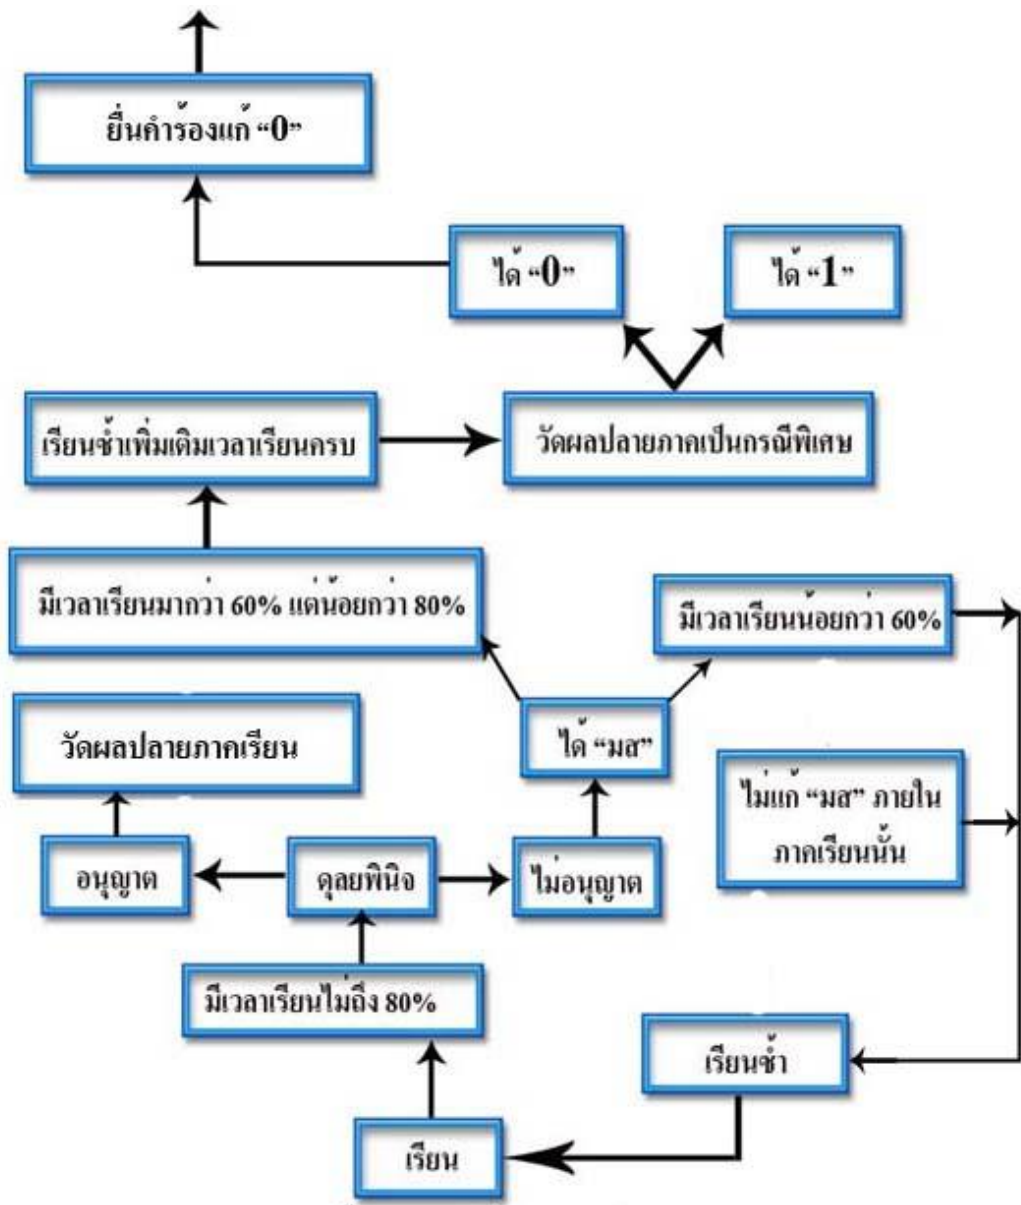 ยื่นคำร้องแก้ “0”
ได้ “0”
ได้ “1”
เรียนซ้ำเพิ่มเติมเวลาเรียนครบ
วัดผลปลายภาคเป็นกรณีพิเศษ
มีเวลาเรียนมากว่า 60% แต่น้อยกว่า 80%
มีเวลาเรียนน้อยกว่า 60%
วัดผลปลายภาคเรียน
ได้ “มส”
ไม่แก้ “มส” ภายใน
ภาคเรียนนั้น
อนุญาต
ดุลยพินิจ
ไม่อนุญาต
มีเวลาเรียนไม่ถึง 80%
เรียนซ้ำ
เรียน